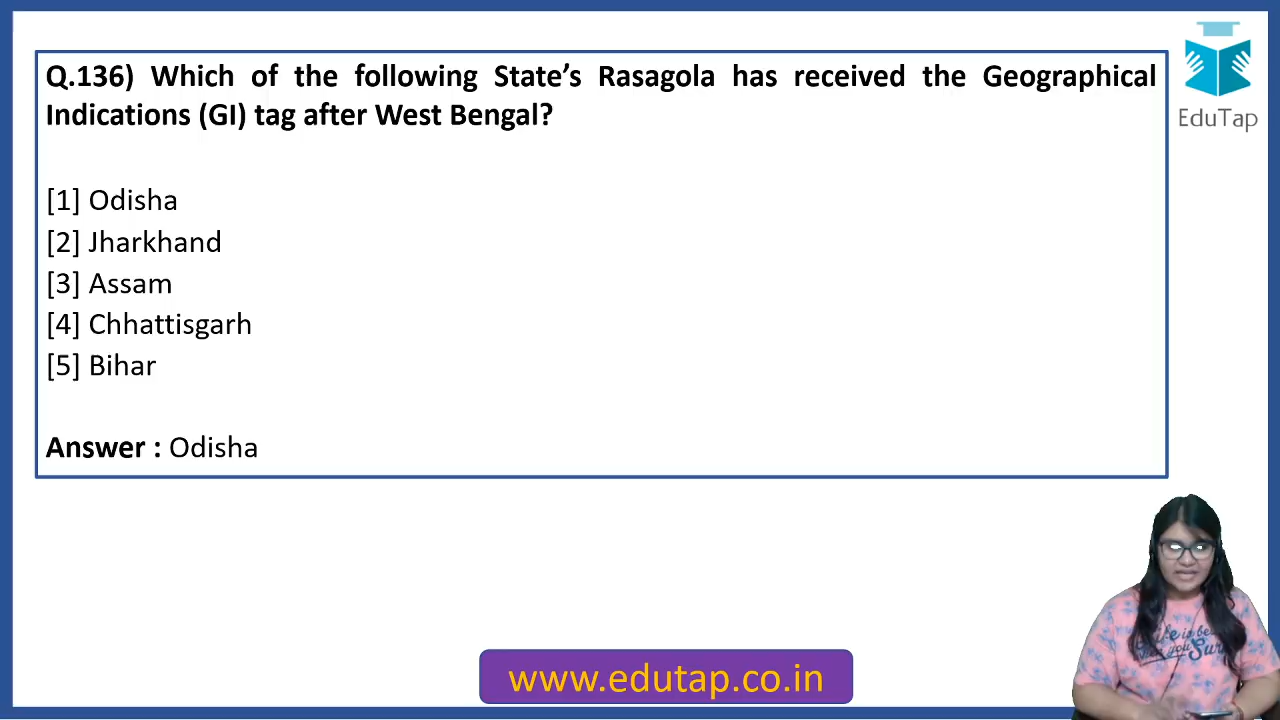 Q.136) Which of the following State’s Rasagola has received the Geographical
Indications (GI) tag after West Bengal?
[1] Odisha
[2] Jharkhand
[3] Assam
[4] Chhattisgarh
[5] Bihar
Answer : Odisha
EduTap
www.edutap.co.in